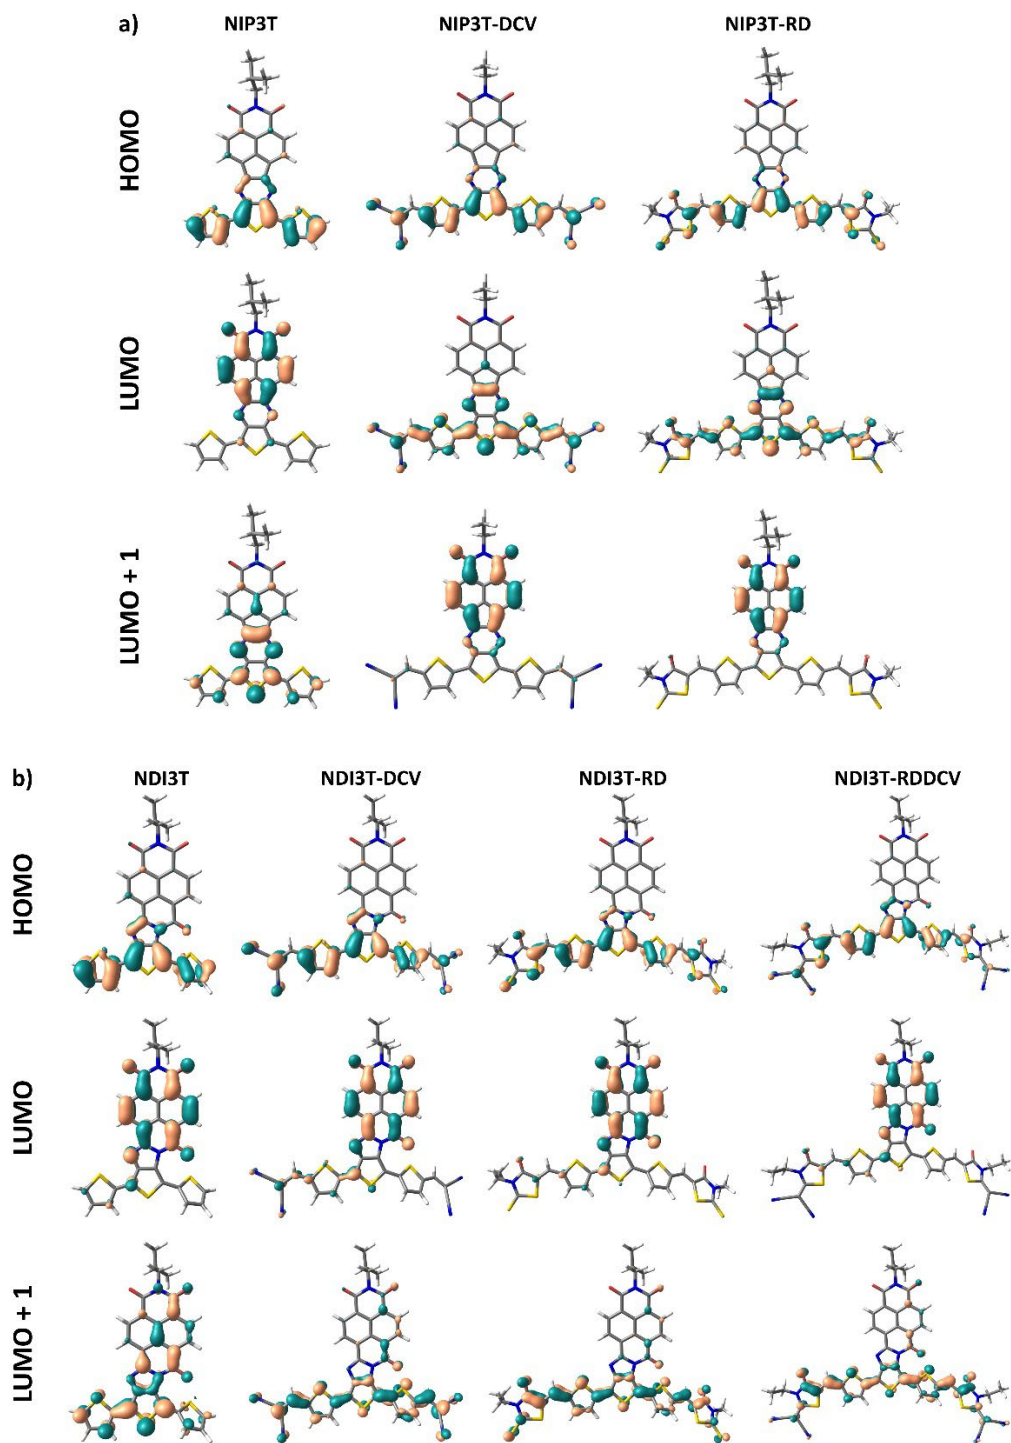 a)
NIP3T NIP3T-DCV NIP3T-RD
HOMO
LUMO
LUMO + 1
b)
NDI3T NDI3T-DCV NDI3T-RD NDI3T-RDDCV
HOMO
LUMO
LUMO + 1